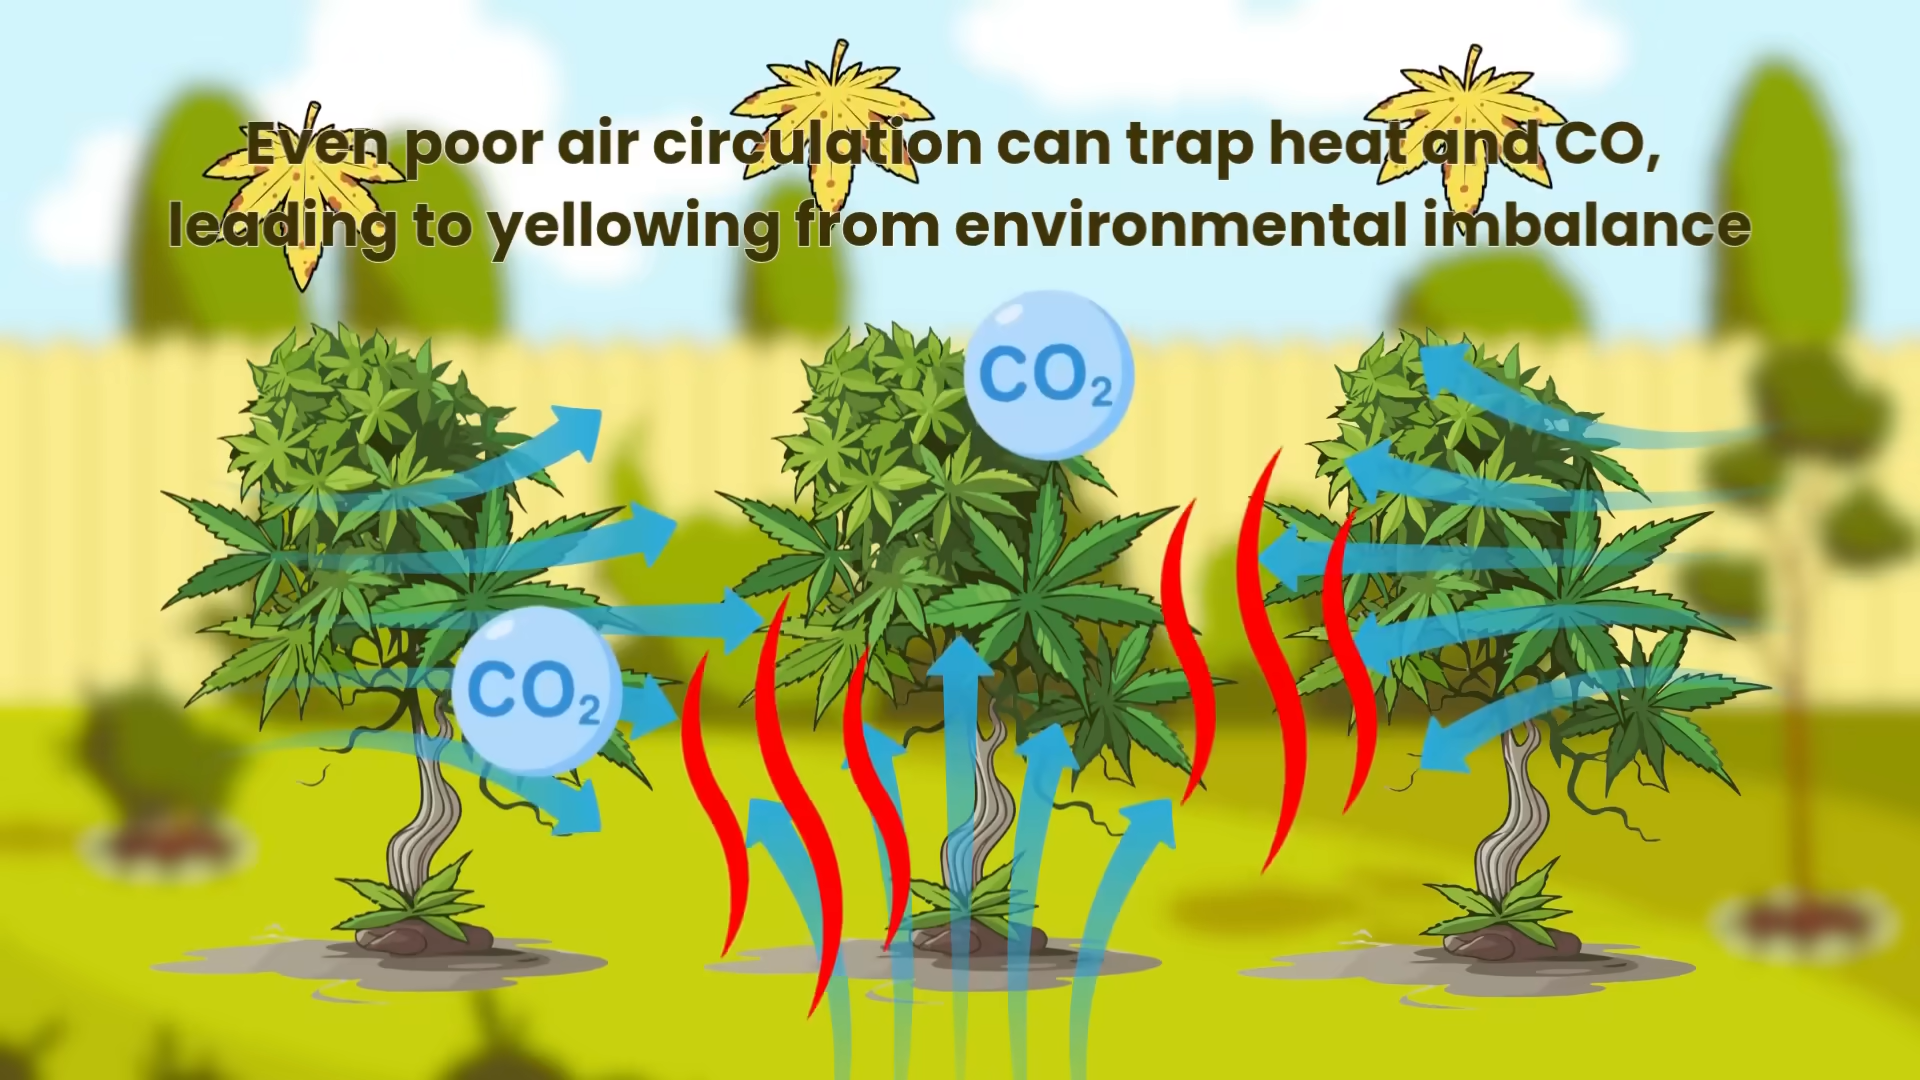 Even poor air circulation can trap heat and CO,
leading to yellowing from environmental imbalance
CO₂
CO₂